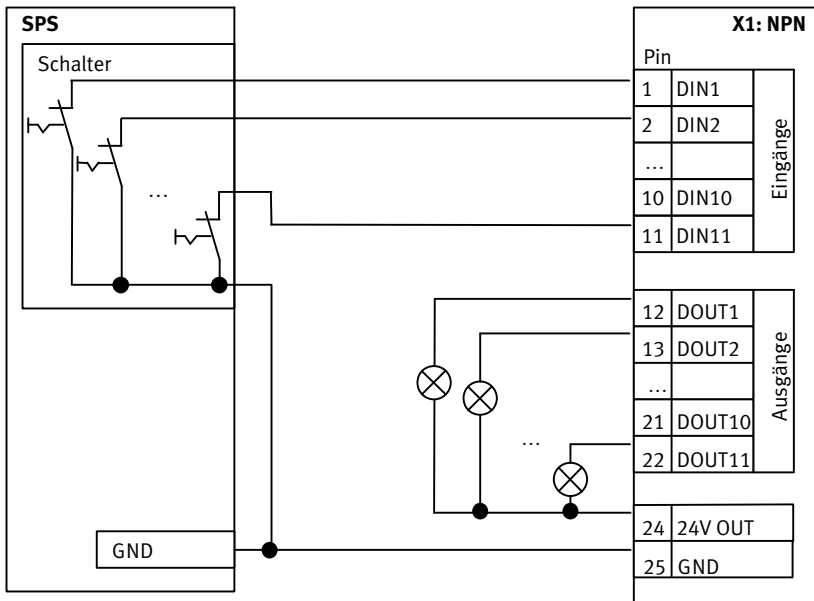 SPS
Schalter
...
GND
X1: NPN
Pin
1 DIN1
2 DIN2
...
10 DIN10
11 DIN11
Eingänge
12 DOUT1
13 DOUT2
...
21 DOUT10
22 DOUT11
Ausgänge
...
24 24V OUT
25 GND